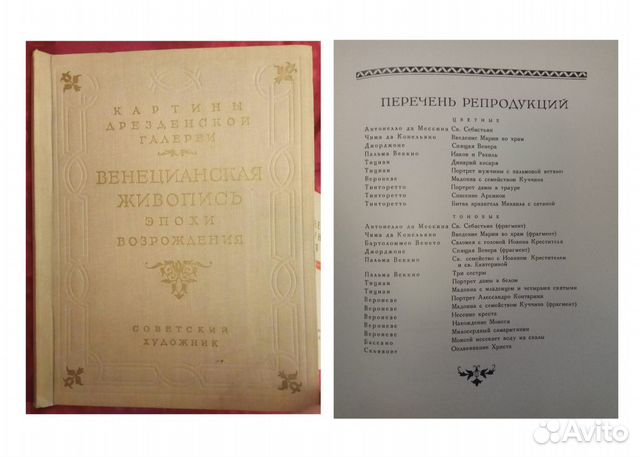 КАРТИНЫ
ДРЕЗДЕНСКОЙ
ГАЛЕРЕИ
ВЕНЕЦИАНСКАЯ
ЖИВОПИСЬ
ЭПОХИ
ВОЗРОЖДЕНИЯ
СОВЕТСКИЙ
ХУДОЖНИК
ПЕРЕЧЕНЬ РЕПРОДУКЦИЙ
ЦВЕТНЫЕ
Антонелло да Мессина Св. Себастьян
Чима да Конельяно Введение Марии во храм
Джорджоне Спящая Венера
Пальма Веккио Иаков и Рахиль
Тициан Динарий кесаря
Тициан Портрет мужчины с пальмовой ветвью
Веронезе Мадонна с семейством Куччина
Тинторетто Портрет дамы в трауре
Тинторетто Спасение Арсинои
Тинторетто Битва архангела Михаила с сатаной
ТОНОВЫЕ
Антонелло да Мессина Св. Себастьян (фрагмент)
Чима да Конельяно Введение Марии во храм (фрагмент)
Бартоломмео Венето Саломея с головой Иоанна Крестителя
Джорджоне Спящая Венера (фрагмент)
Пальма Веккио Св. семейство с Иоанном Крестителем
и св. Екатериной
Пальма Веккио Три сестры
Тициан Портрет дамы в белом
Тициан Мадонна с младенцем и четырьмя святыми
Веронезе Портрет Алессандро Контарини
Веронезе Мадонна с семейством Куччина (фрагмент)
Веронезе Несение креста
Веронезе Нахождение Моисея
Веронезе Милосердный самаритянин
Бассано Моисей иссекает воду из скалы
Скьявоне Оплакивание Христа
Avito